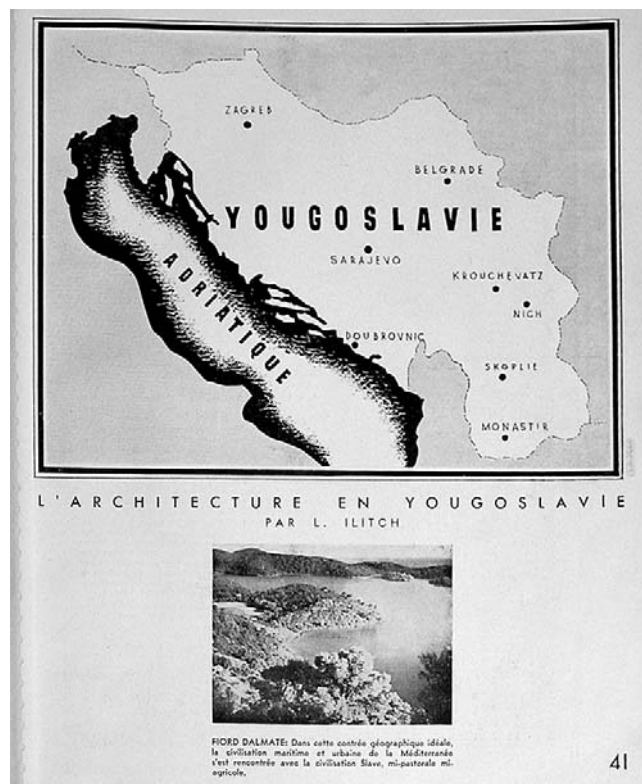 ZAGREB
BELGRADE
YOUGOSLAVIE
SARAJEVO
KROUCHEVATZ
NICH
ADRIATIQUE
DOUBROVNIC
SKOPLIE
MONASTIR
L'ARCHITECTURE EN YOUGOSLAVIE
PAR L. ILITCH
FIORD DALMATE: Dans cette contrée géographique idéale,
la civilisation maritime et urbaine de la Méditerranée
s'est rencontrée avec la civilisation Slave, mi-pastorale mi-
agricole.
41